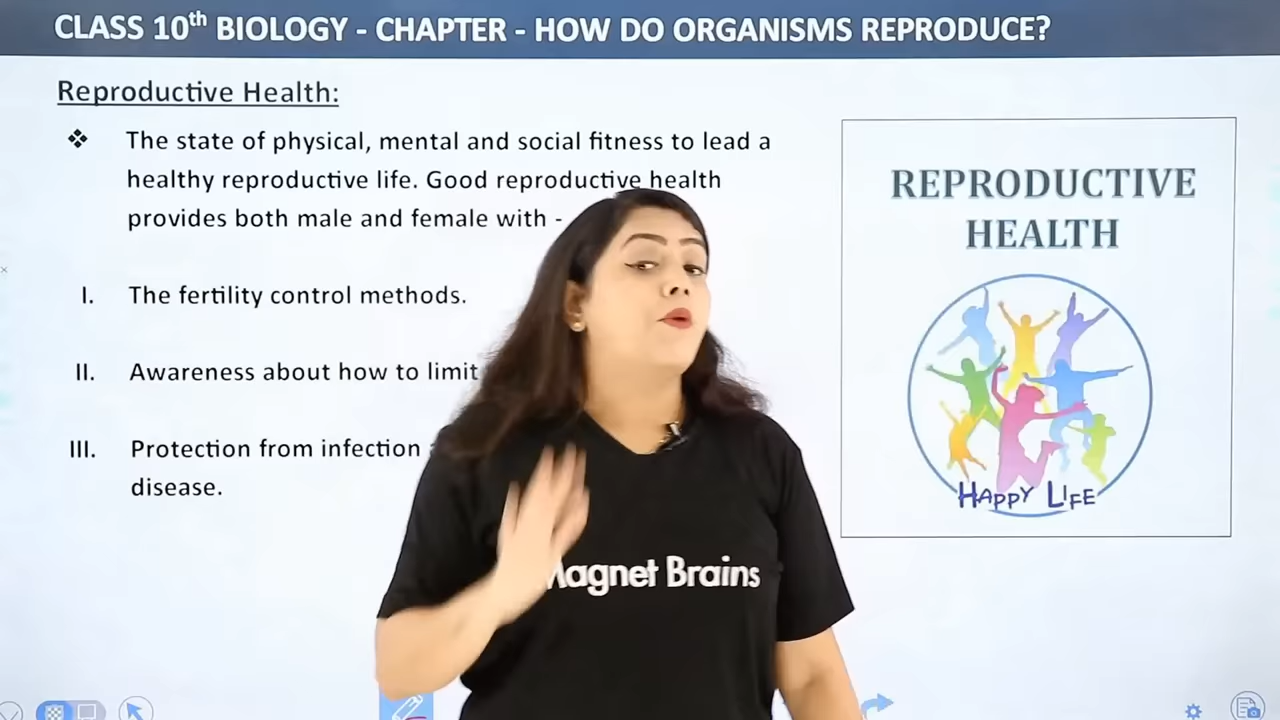 CLASS 10th BIOLOGY - CHAPTER - HOW DO ORGANISMS REPRODUCE?
Reproductive Health:
❖ The state of physical, mental and social fitness to lead a
healthy reproductive life. Good reproductive health
provides both male and female with -
I. The fertility control methods.
II. Awareness about how to limit
III. Protection from infection
disease.
REPRODUCTIVE
HEALTH
HAPPY LIFE
Magnet Brains